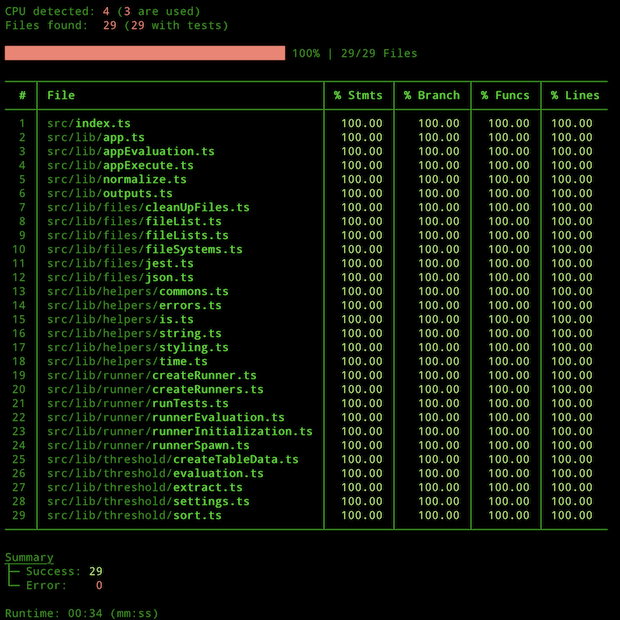 CPU detected: 4 (3 are used)
Files found:  29 (29 with tests)
100% | 29/29 Files
# File % Stmts % Branch % Funcs % Lines
1 src/index.ts 100.00 100.00 100.00 100.00
2 src/lib/app.ts 100.00 100.00 100.00 100.00
3 src/lib/appEvaluation.ts 100.00 100.00 100.00 100.00
4 src/lib/appExecute.ts 100.00 100.00 100.00 100.00
5 src/lib/normalize.ts 100.00 100.00 100.00 100.00
6 src/lib/outputs.ts 100.00 100.00 100.00 100.00
7 src/lib/files/cleanUpFiles.ts 100.00 100.00 100.00 100.00
8 src/lib/files/fileList.ts 100.00 100.00 100.00 100.00
9 src/lib/files/fileLists.ts 100.00 100.00 100.00 100.00
10 src/lib/files/fileSystems.ts 100.00 100.00 100.00 100.00
11 src/lib/files/jest.ts 100.00 100.00 100.00 100.00
12 src/lib/files/json.ts 100.00 100.00 100.00 100.00
13 src/lib/helpers/commons.ts 100.00 100.00 100.00 100.00
14 src/lib/helpers/errors.ts 100.00 100.00 100.00 100.00
15 src/lib/helpers/is.ts 100.00 100.00 100.00 100.00
16 src/lib/helpers/string.ts 100.00 100.00 100.00 100.00
17 src/lib/helpers/styling.ts 100.00 100.00 100.00 100.00
18 src/lib/helpers/time.ts 100.00 100.00 100.00 100.00
19 src/lib/runner/createRunner.ts 100.00 100.00 100.00 100.00
20 src/lib/runner/createRunners.ts 100.00 100.00 100.00 100.00
21 src/lib/runner/runTests.ts 100.00 100.00 100.00 100.00
22 src/lib/runner/runnerEvaluation.ts 100.00 100.00 100.00 100.00
23 src/lib/runner/runnerInitialization.ts 100.00 100.00 100.00 100.00
24 src/lib/runner/runnerSpawn.ts 100.00 100.00 100.00 100.00
25 src/lib/threshold/createTableData.ts 100.00 100.00 100.00 100.00
26 src/lib/threshold/evaluation.ts 100.00 100.00 100.00 100.00
27 src/lib/threshold/extract.ts 100.00 100.00 100.00 100.00
28 src/lib/threshold/settings.ts 100.00 100.00 100.00 100.00
29 src/lib/threshold/sort.ts 100.00 100.00 100.00 100.00
Summary
├─ Success: 29
└─ Error:    0
Runtime: 00:34 (mm:ss)